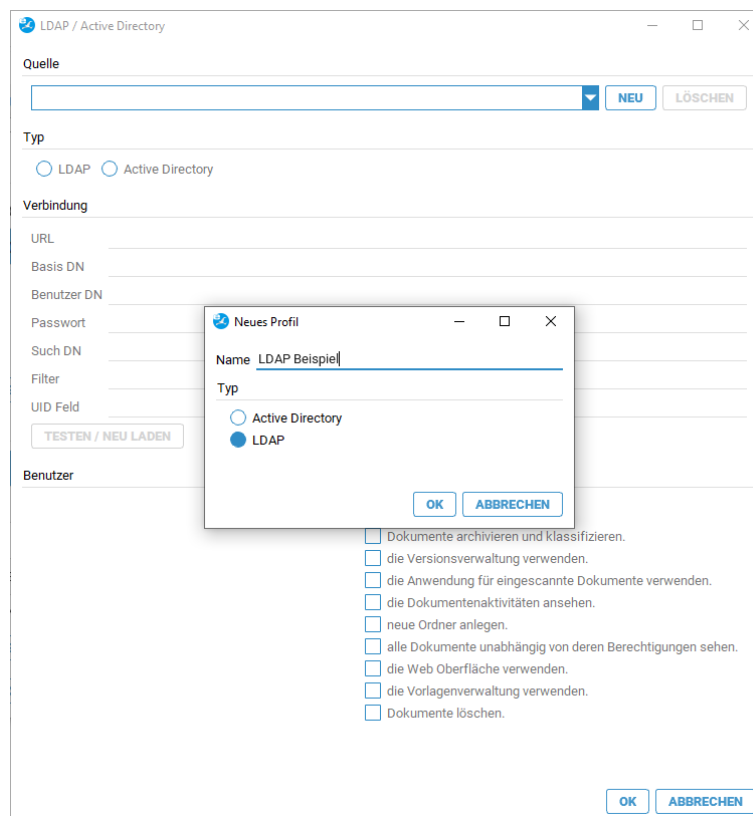 LDAP / Active Directory
Quelle
NEU LÖSCHEN
Typ
LDAP Active Directory
Verbindung
URL
Basis DN
Benutzer DN
Passwort
Such DN
Filter
UID Feld
TESTEN / NEU LADEN
Benutzer
Neues Profil
Name LDAP Beispiel
Typ
Active Directory
LDAP
OK ABBRECHEN
Dokumente archivieren und klassifizieren.
die Versionsverwaltung verwenden.
die Anwendung für eingescannte Dokumente verwenden.
die Dokumentenaktivitäten ansehen.
neue Ordner anlegen.
alle Dokumente unabhängig von deren Berechtigungen sehen.
die Web Oberfläche verwenden.
die Vorlagenverwaltung verwenden.
Dokumente löschen.
OK ABBRECHEN